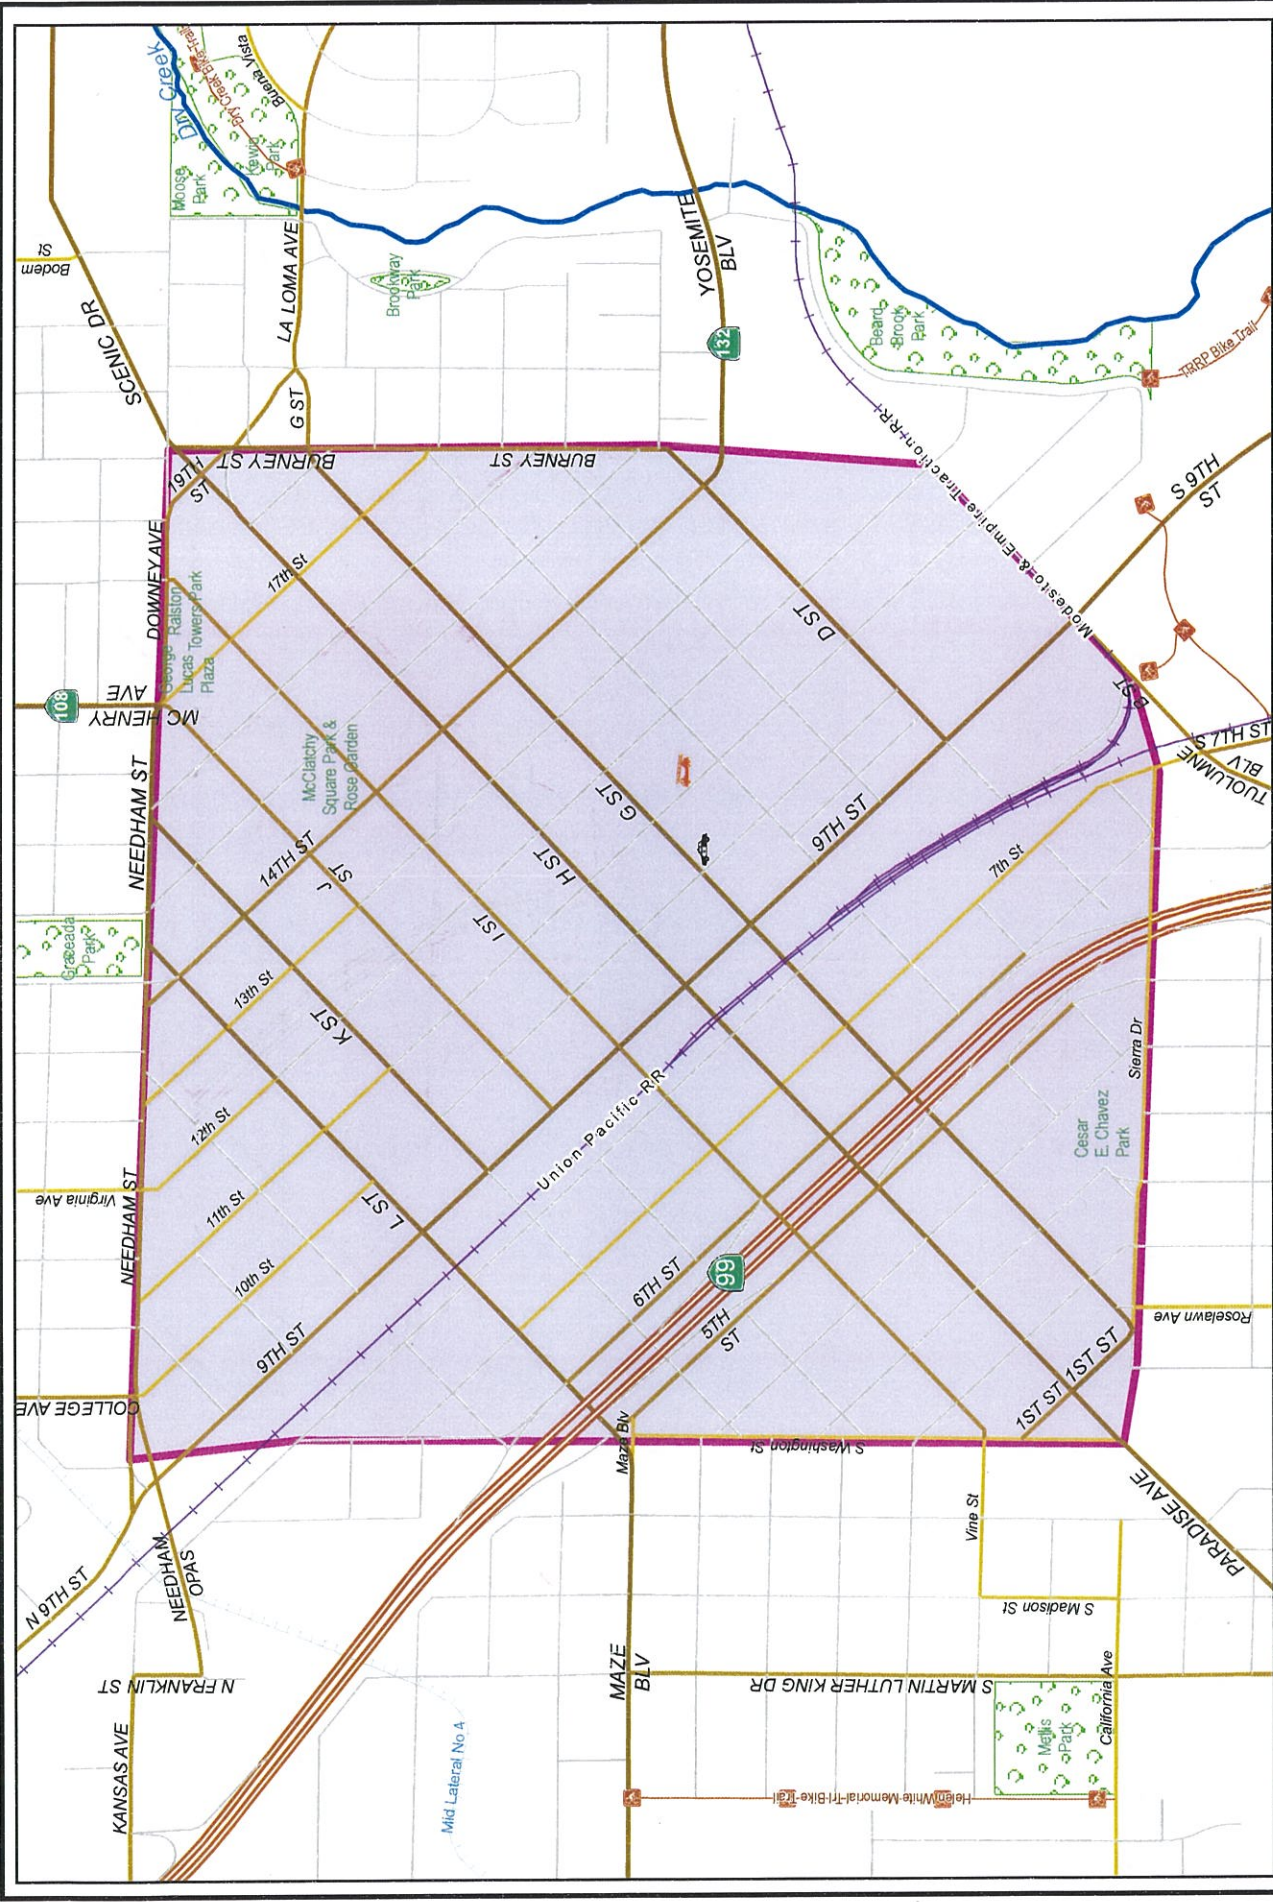 Bodem
St
SCENIC DR
Dry Creek
Dry Creek Bike Trail
Buena Vista
Moose
Park
Kewin
Park
LA LOMA AVE
G ST
Brookway
Park
YOSEMITE
BLV
132
Beard
Brook
Park
TRRP Bike Trail
Modesto & Empire Traction RR
S 9TH
ST
19TH
ST
BURNEY ST
BURNEY ST
DOWNEY AVE
17th St
George
Lucas
Plaza
Ralston
Towers Park
108
MC HENRY
AVE
McClatchy
Square Park &
Rose Garden
D ST
B ST
S 7TH ST
TUOLUMNE
BLV
NEEDHAM ST
14TH ST
J
ST
I ST
H ST
G ST
9TH ST
7th St
Graceada
Park
13th St
K ST
Union Pacific RR
Sierra Dr
Cesar
E. Chavez
Park
Virginia Ave
NEEDHAM ST
12th St
11th St
10th St
L ST
9TH ST
6TH ST
99
5TH
ST
1ST ST
1ST ST
Roselawn Ave
COLLEGE AVE
Maze Blv
S Washington St
PARADISE AVE
Vine St
S Madison St
N 9TH ST
NEEDHAM
OPAS
N FRANKLIN ST
KANSAS AVE
MAZE
BLV
S MARTIN LUTHER KING DR
California Ave
Mellis
Park
Mid Lateral No 4
Helen White Memorial Trl Bike Trail